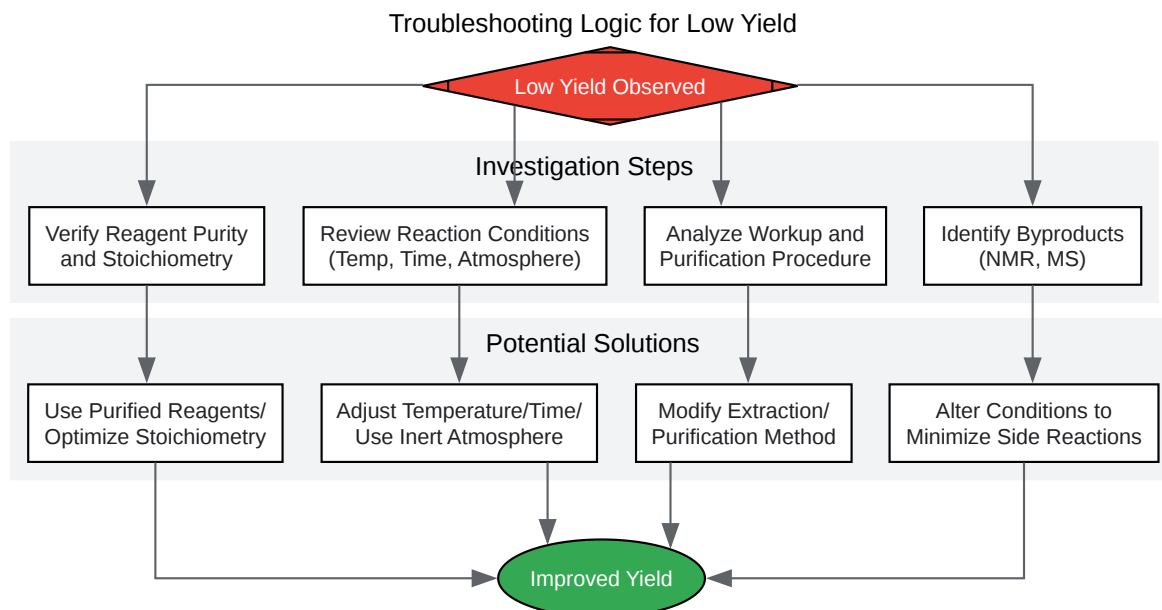 Troubleshooting Logic for Low Yield
Low Yield Observed
Investigation Steps
Verify Reagent Purity
and Stoichiometry
Review Reaction Conditions
(Temp, Time, Atmosphere)
Analyze Workup and
Purification Procedure
Identify Byproducts
(NMR, MS)
Potential Solutions
Use Purified Reagents/
Optimize Stoichiometry
Adjust Temperature/Time/
Use Inert Atmosphere
Modify Extraction/
Purification Method
Alter Conditions to
Minimize Side Reactions
Improved Yield